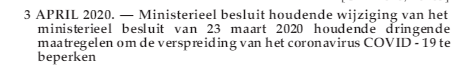 3 APRIL 2020. — Ministerieel besluit houdende wijziging van het
ministerieel besluit van 23 maart 2020 houdende dringende
maatregelen om de verspreiding van het coronavirus COVID - 19 te
beperken